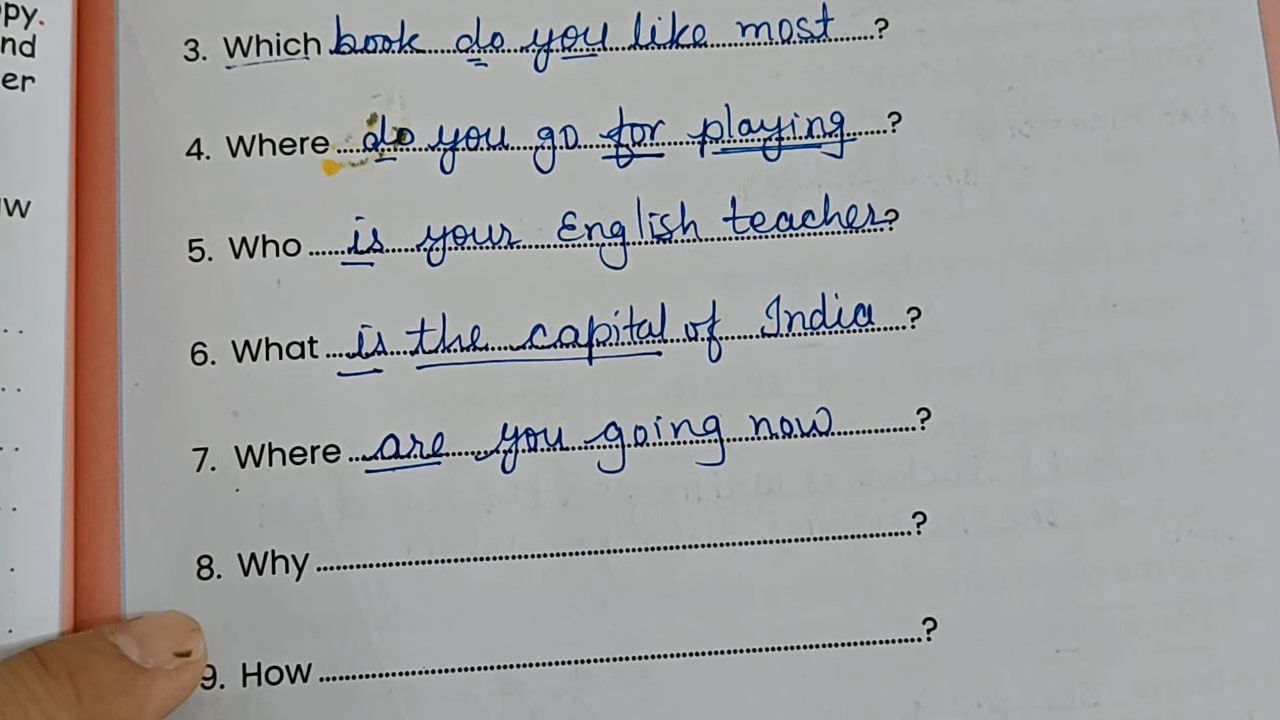 py.
nd
er
w
3. Which book do you like most ?
4. Where do you go for playing ?
5. Who is your English teacher?
6. What is the capital of India ?
7. Where are you going now ?
8. Why ?
9. How ?